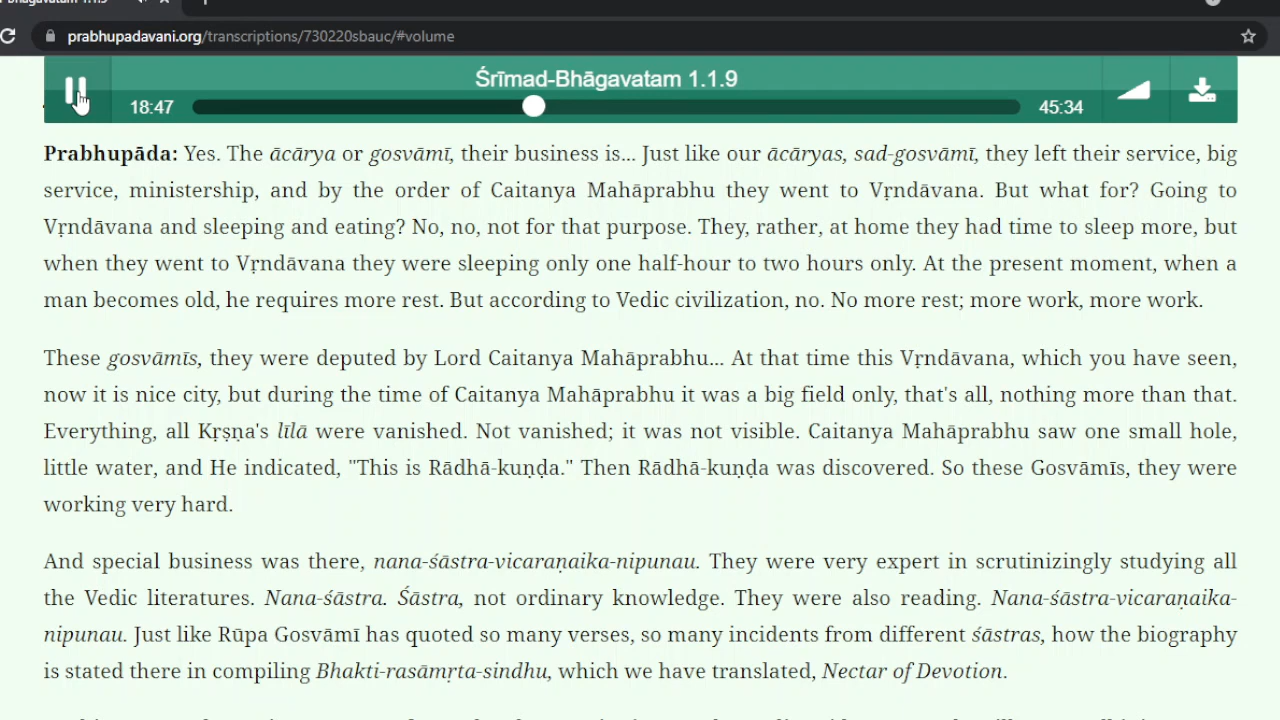 prabhupadavani.org/transcriptions/730220sbauc/#volume
Śrīmad-Bhāgavatam 1.1.9
18:47 45:34
Prabhupāda: Yes. The ācārya or gosvāmī, their business is... Just like our ācāryas, sad-gosvāmī, they left their service, big
service, ministership, and by the order of Caitanya Mahāprabhu they went to Vṛndāvana. But what for? Going to
Vṛndāvana and sleeping and eating? No, no, not for that purpose. They, rather, at home they had time to sleep more, but
when they went to Vṛndāvana they were sleeping only one half-hour to two hours only. At the present moment, when a
man becomes old, he requires more rest. But according to Vedic civilization, no. No more rest; more work, more work.
These gosvāmīs, they were deputed by Lord Caitanya Mahāprabhu... At that time this Vṛndāvana, which you have seen,
now it is nice city, but during the time of Caitanya Mahāprabhu it was a big field only, that's all, nothing more than that.
Everything, all Kṛṣṇa's līlā were vanished. Not vanished; it was not visible. Caitanya Mahāprabhu saw one small hole,
little water, and He indicated, "This is Rādhā-kuṇḍa." Then Rādhā-kuṇḍa was discovered. So these Gosvāmīs, they were
working very hard.
And special business was there, nana-śāstra-vicaraṇaika-nipunau. They were very expert in scrutinizingly studying all
the Vedic literatures. Nana-śāstra. Śāstra, not ordinary knowledge. They were also reading. Nana-śāstra-vicaraṇaika-
nipunau. Just like Rūpa Gosvāmī has quoted so many verses, so many incidents from different śāstras, how the biography
is stated there in compiling Bhakti-rasāmṛta-sindhu, which we have translated, Nectar of Devotion.